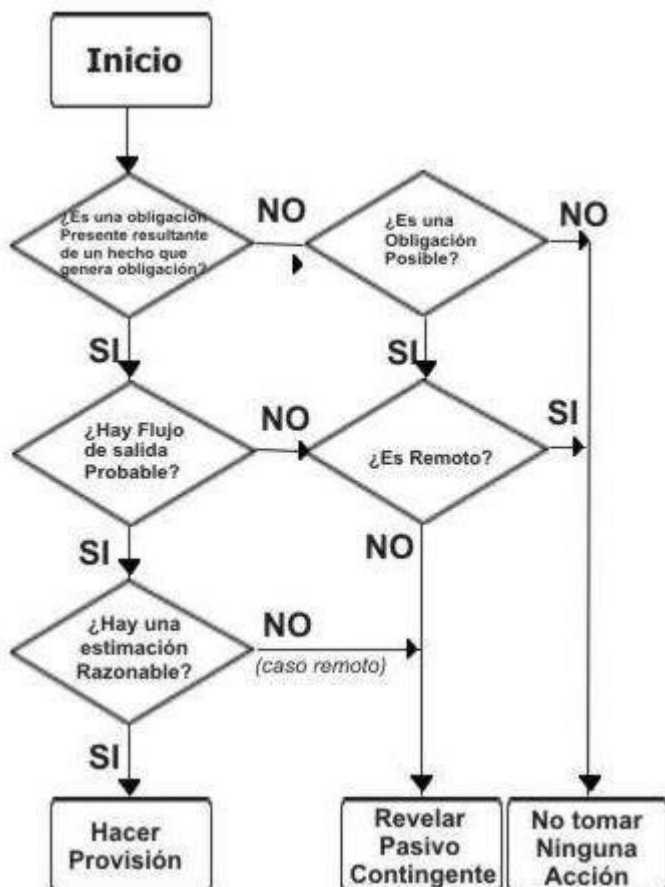 Inicio
¿Es una obligación
Presente resultante
de un hecho que
genera obligación?
NO
¿Es una
Obligación
Posible?
NO
SI
SI
¿Hay Flujo
de salida
Probable?
NO
¿Es Remoto?
SI
SI
NO
¿Hay una
estimación
Razonable?
NO
(caso remoto)
SI
Hacer
Provisión
Revelar
Pasivo
Contingente
No tomar
Ninguna
Acción